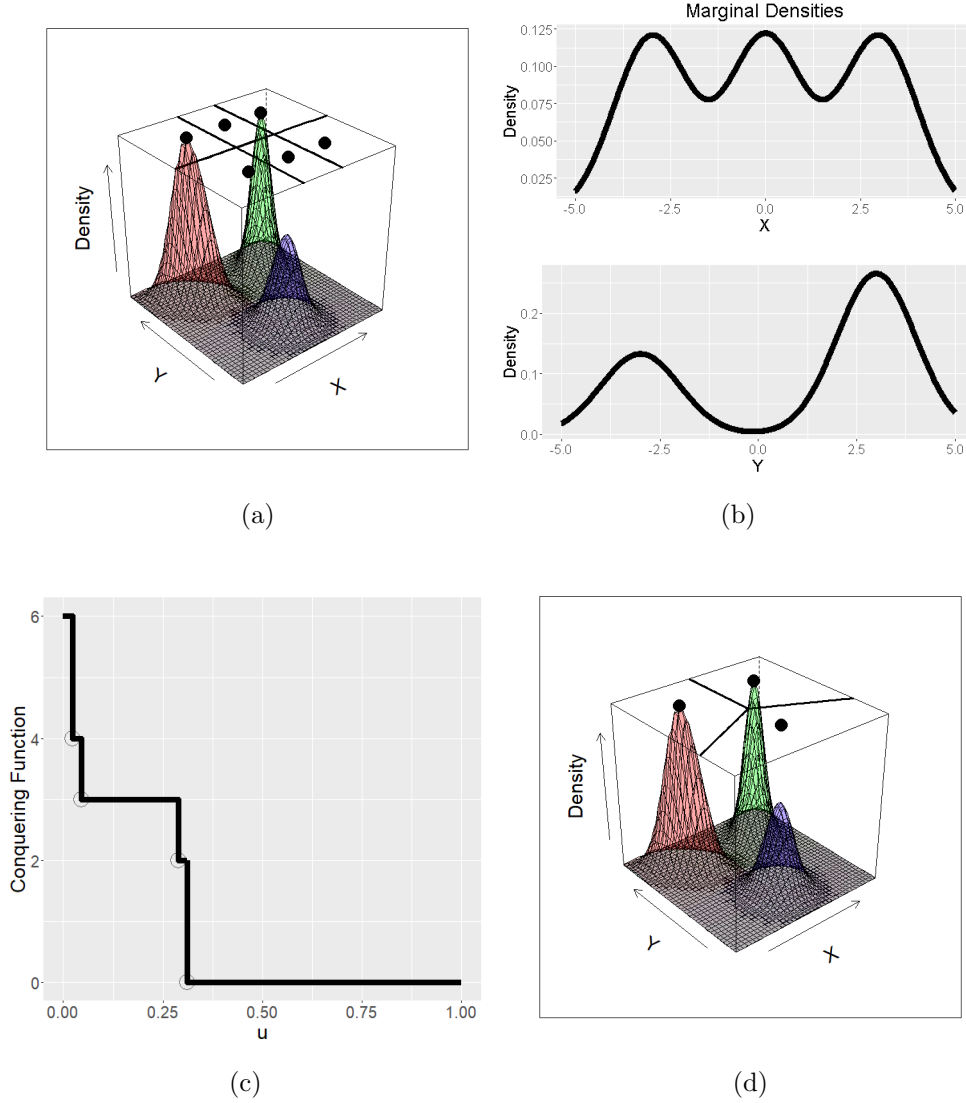 Density
Y
X
(a)
Marginal Densities
Density
0.125
0.100
0.075
0.050
0.025
-5.0 -2.5 0.0 2.5 5.0
X
Density
0.2
0.1
0.0
-5.0 -2.5 0.0 2.5 5.0
Y
(b)
Conquering Function
6
4
2
0
0.00 0.25 0.50 0.75 1.00
u
(c)
Density
Y
X
(d)